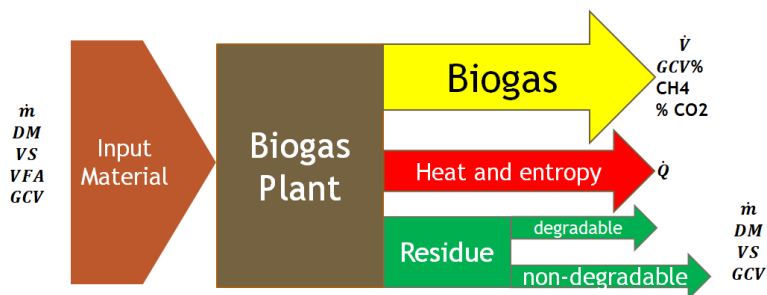 ṁ
DM
VS
VFA
GCV
Input
Material
Biogas
Plant
Biogas
V̇
GCV%
CH4
% CO2
Heat and entropy
Q̇
Residue
degradable
non-degradable
ṁ
DM
VS
GCV